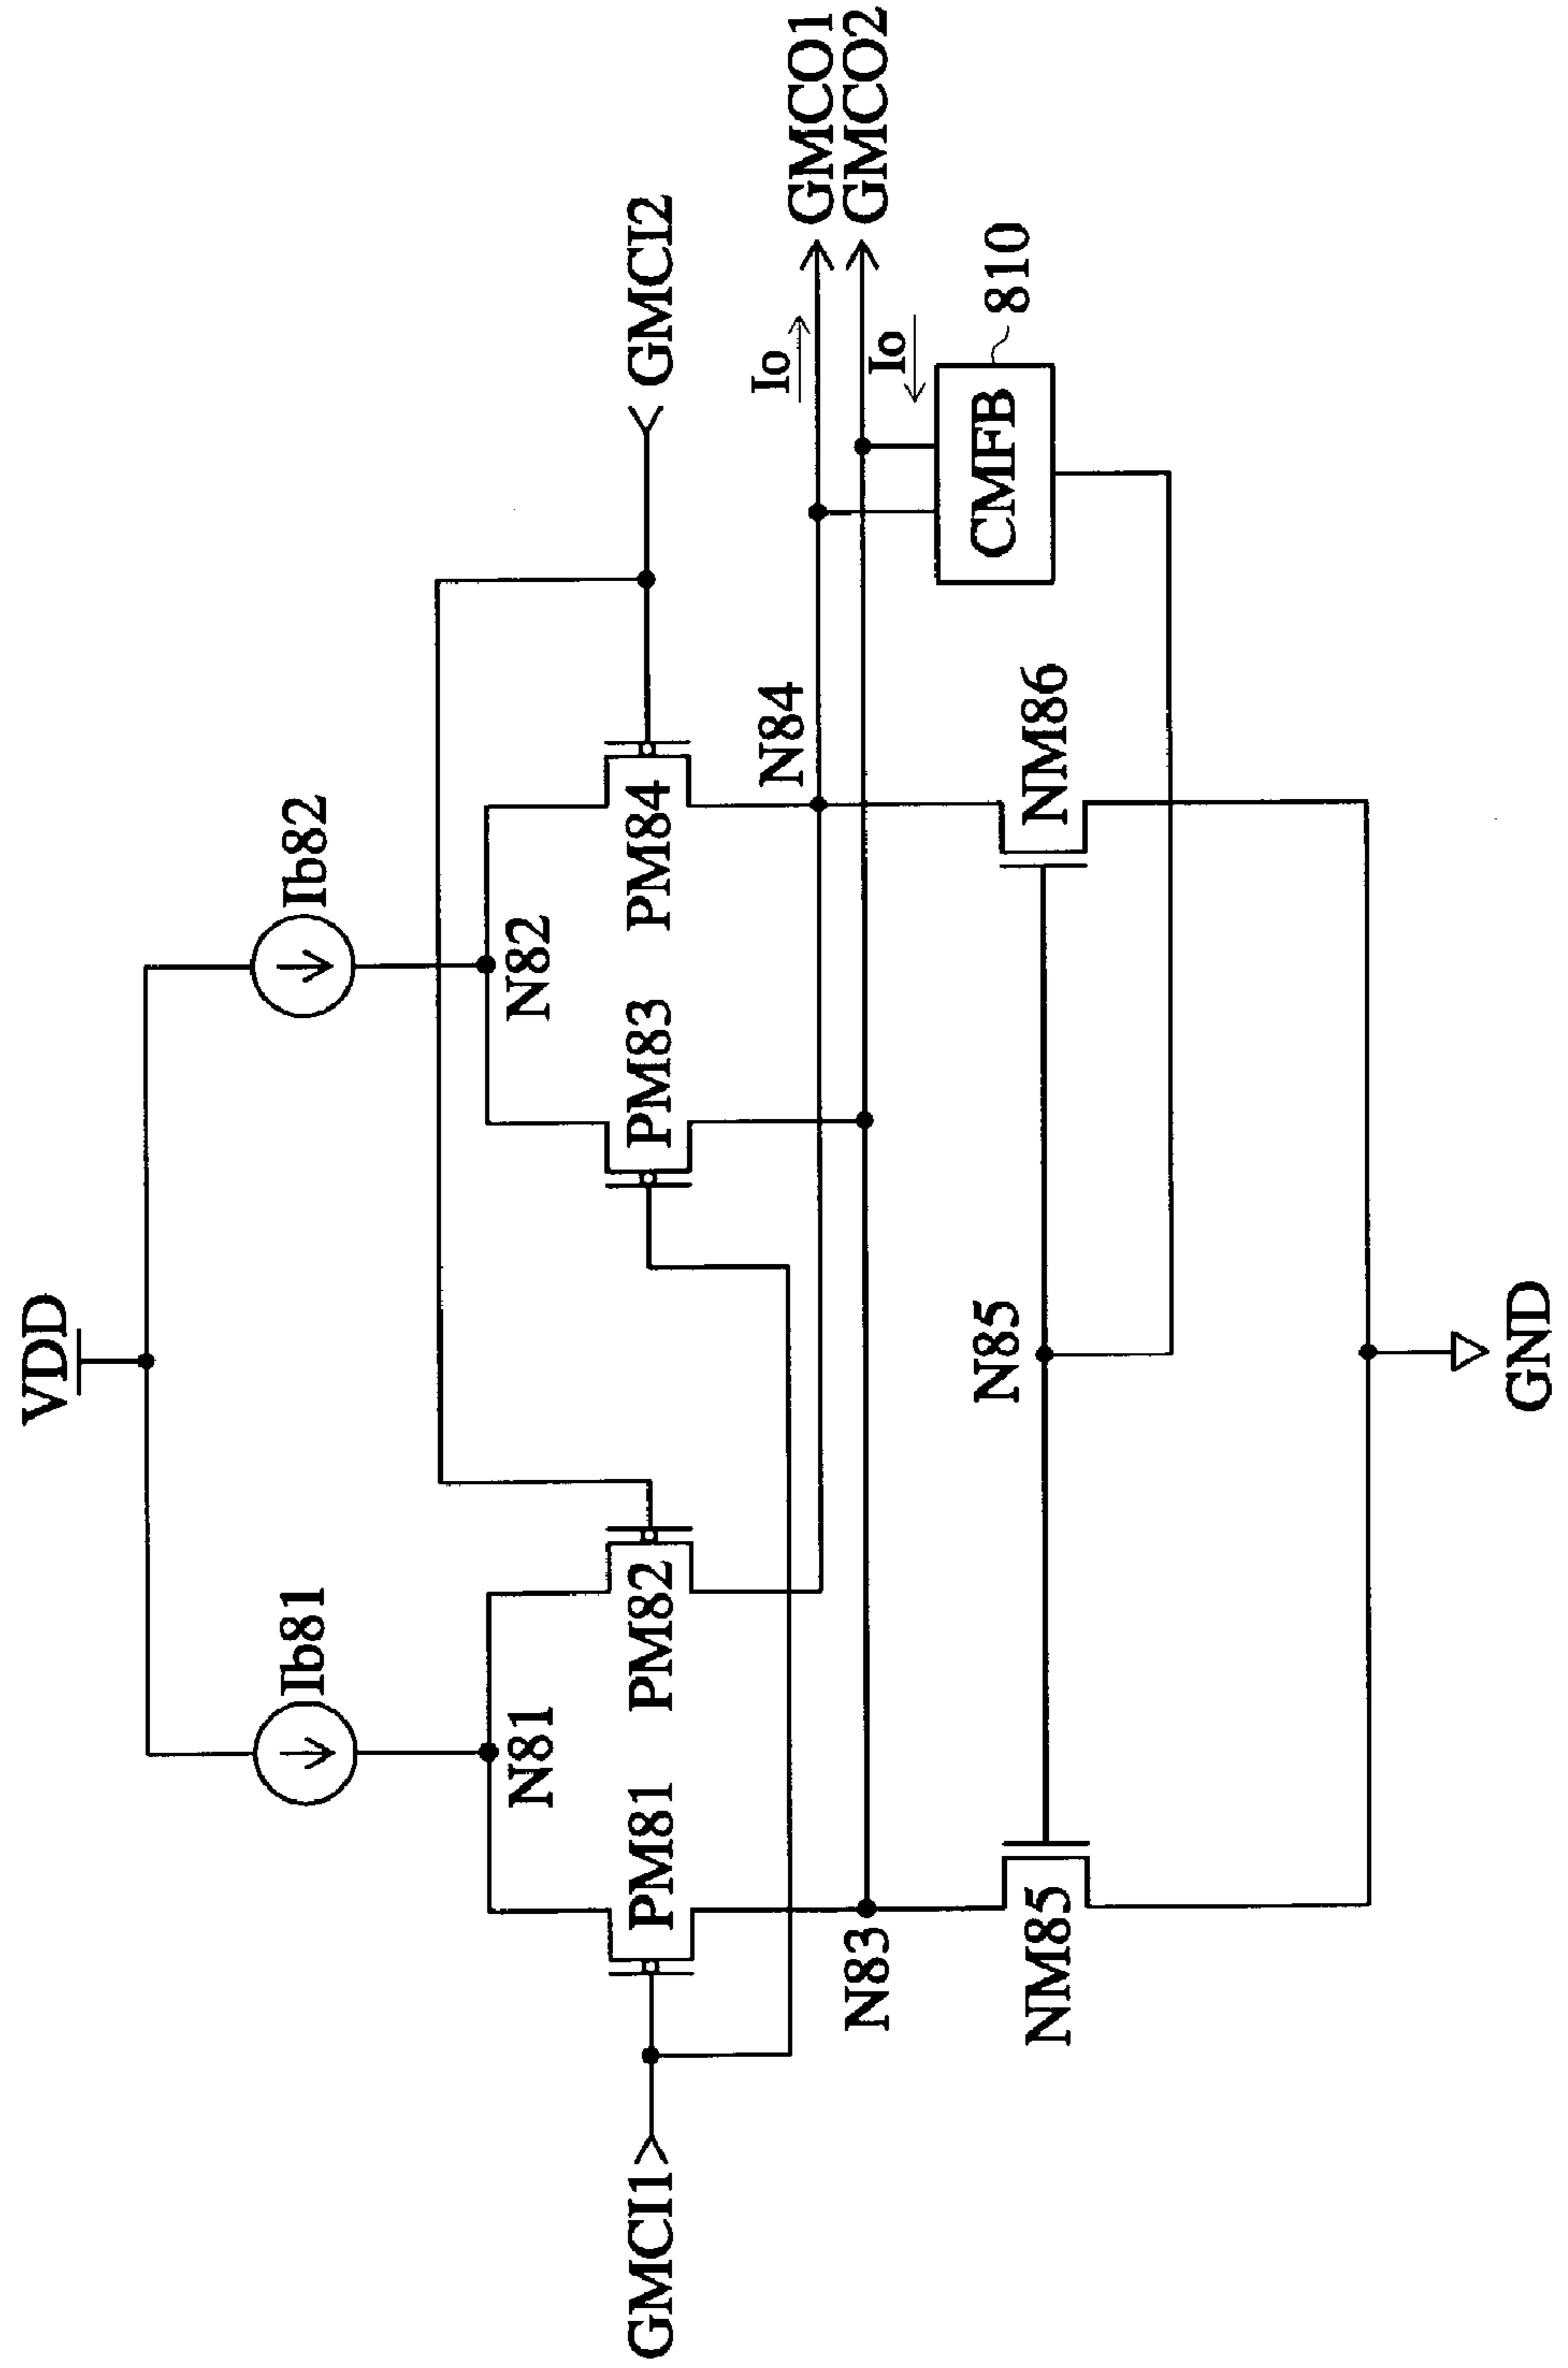 VDD
Ib81
Ib82
N81
N82
GMCI1
PM81
PM82
PM83
PM84
GMCI2
N84
Io
GMCO1
N83
Io
GMCO2
N85
CMFB
810
NM85
NM86
GND